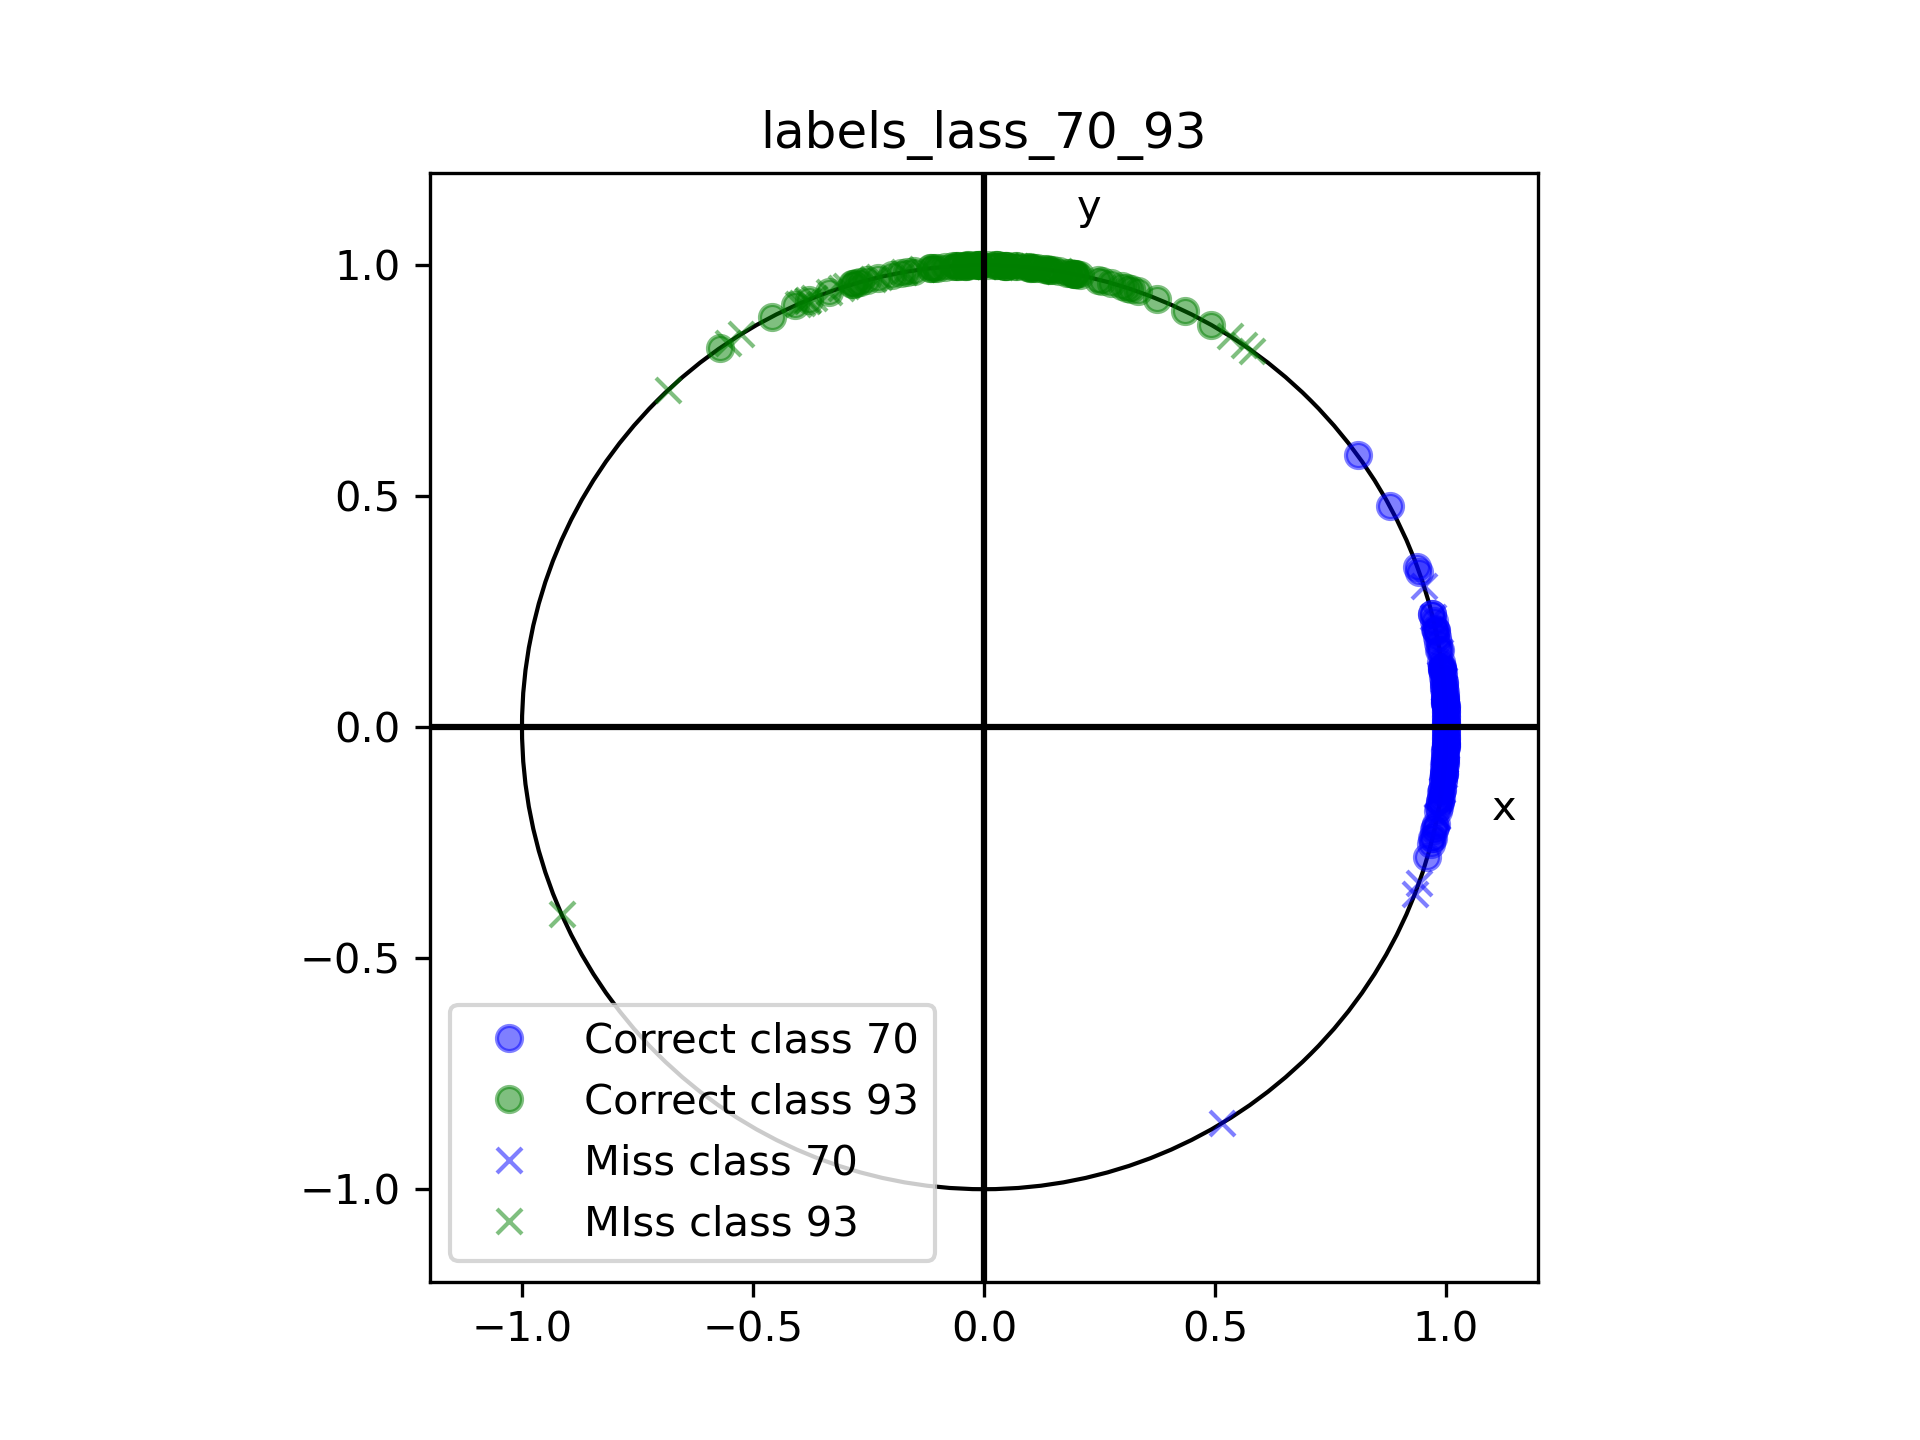 labels_lass_70_93
y
1.0
0.5
0.0
x
−0.5
−1.0
Correct class 70
Correct class 93
Miss class 70
MIss class 93
−1.0 −0.5 0.0 0.5 1.0